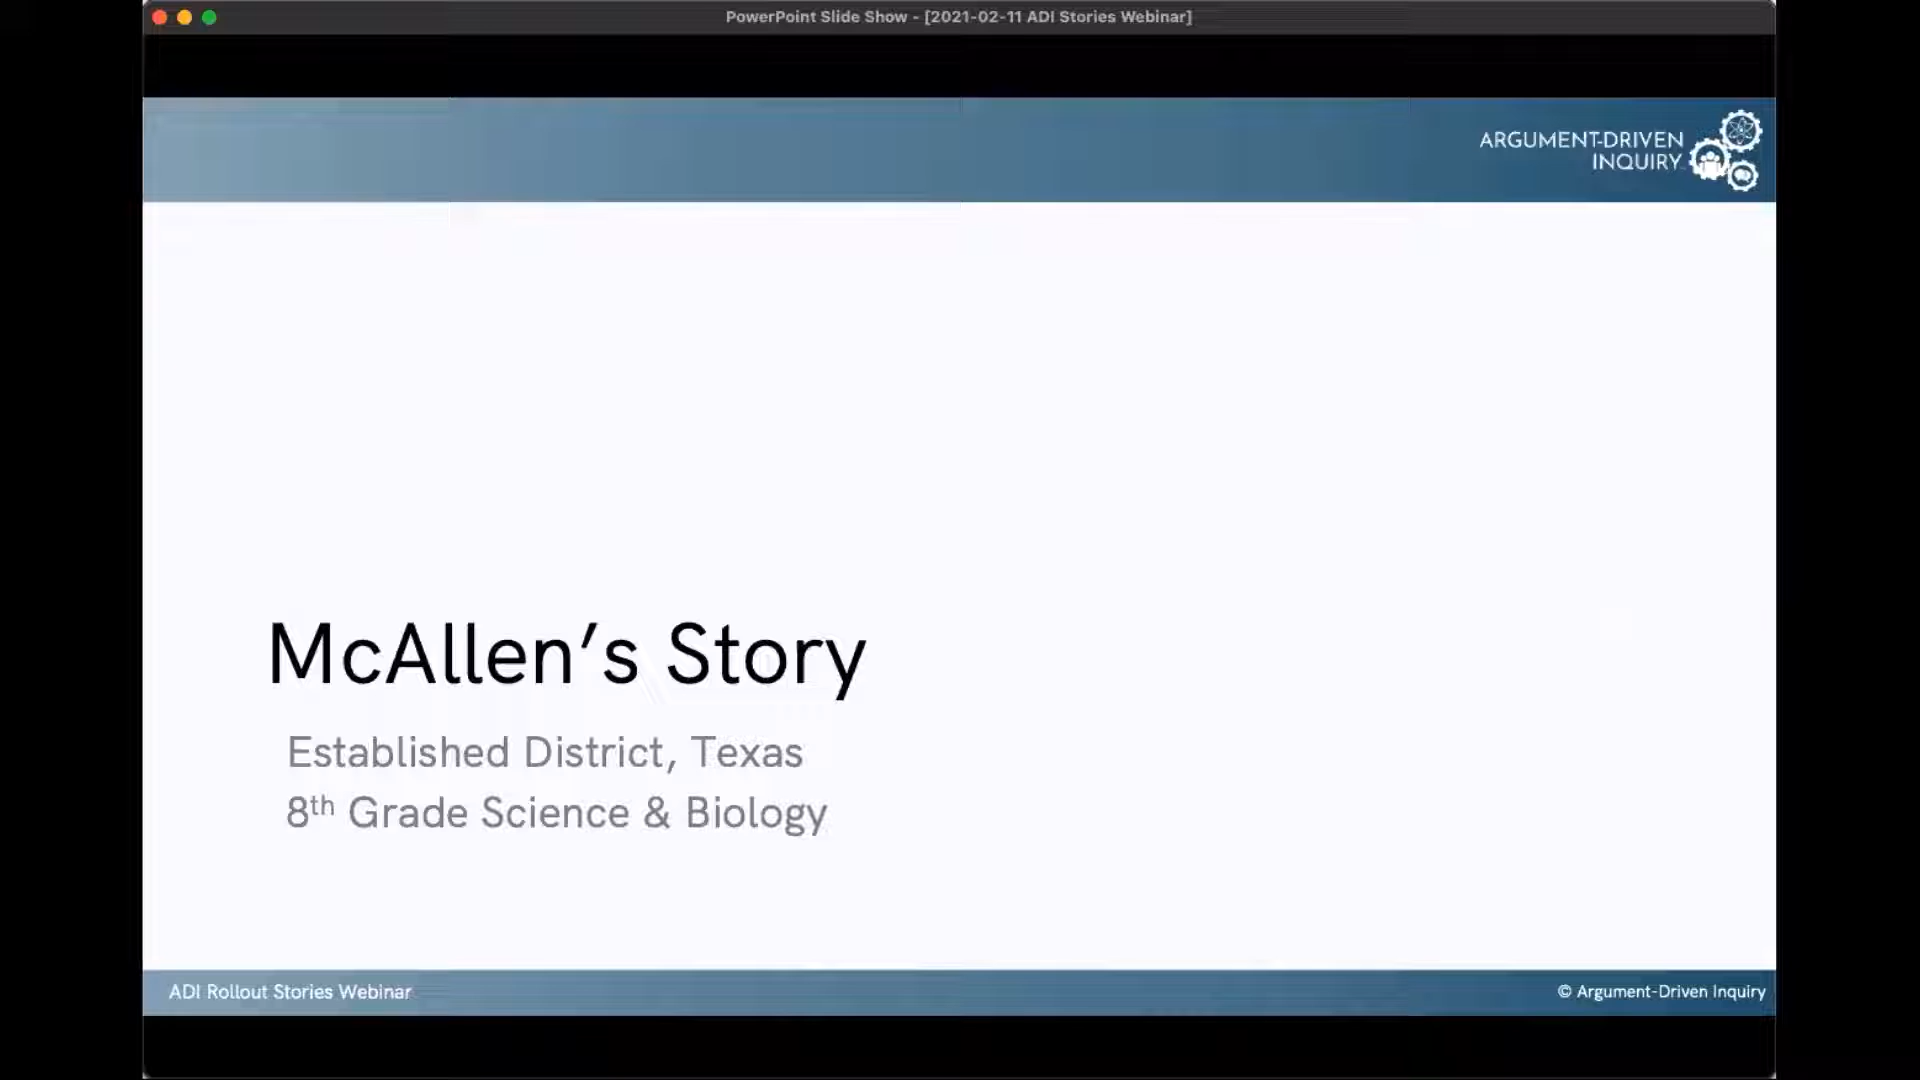 PowerPoint Slide Show - [2021-02-11 ADI Stories Webinar]
ARGUMENT-DRIVEN
INQUIRY
McAllen’s Story
Established District, Texas
8th Grade Science & Biology
ADI Rollout Stories Webinar
© Argument-Driven Inquiry